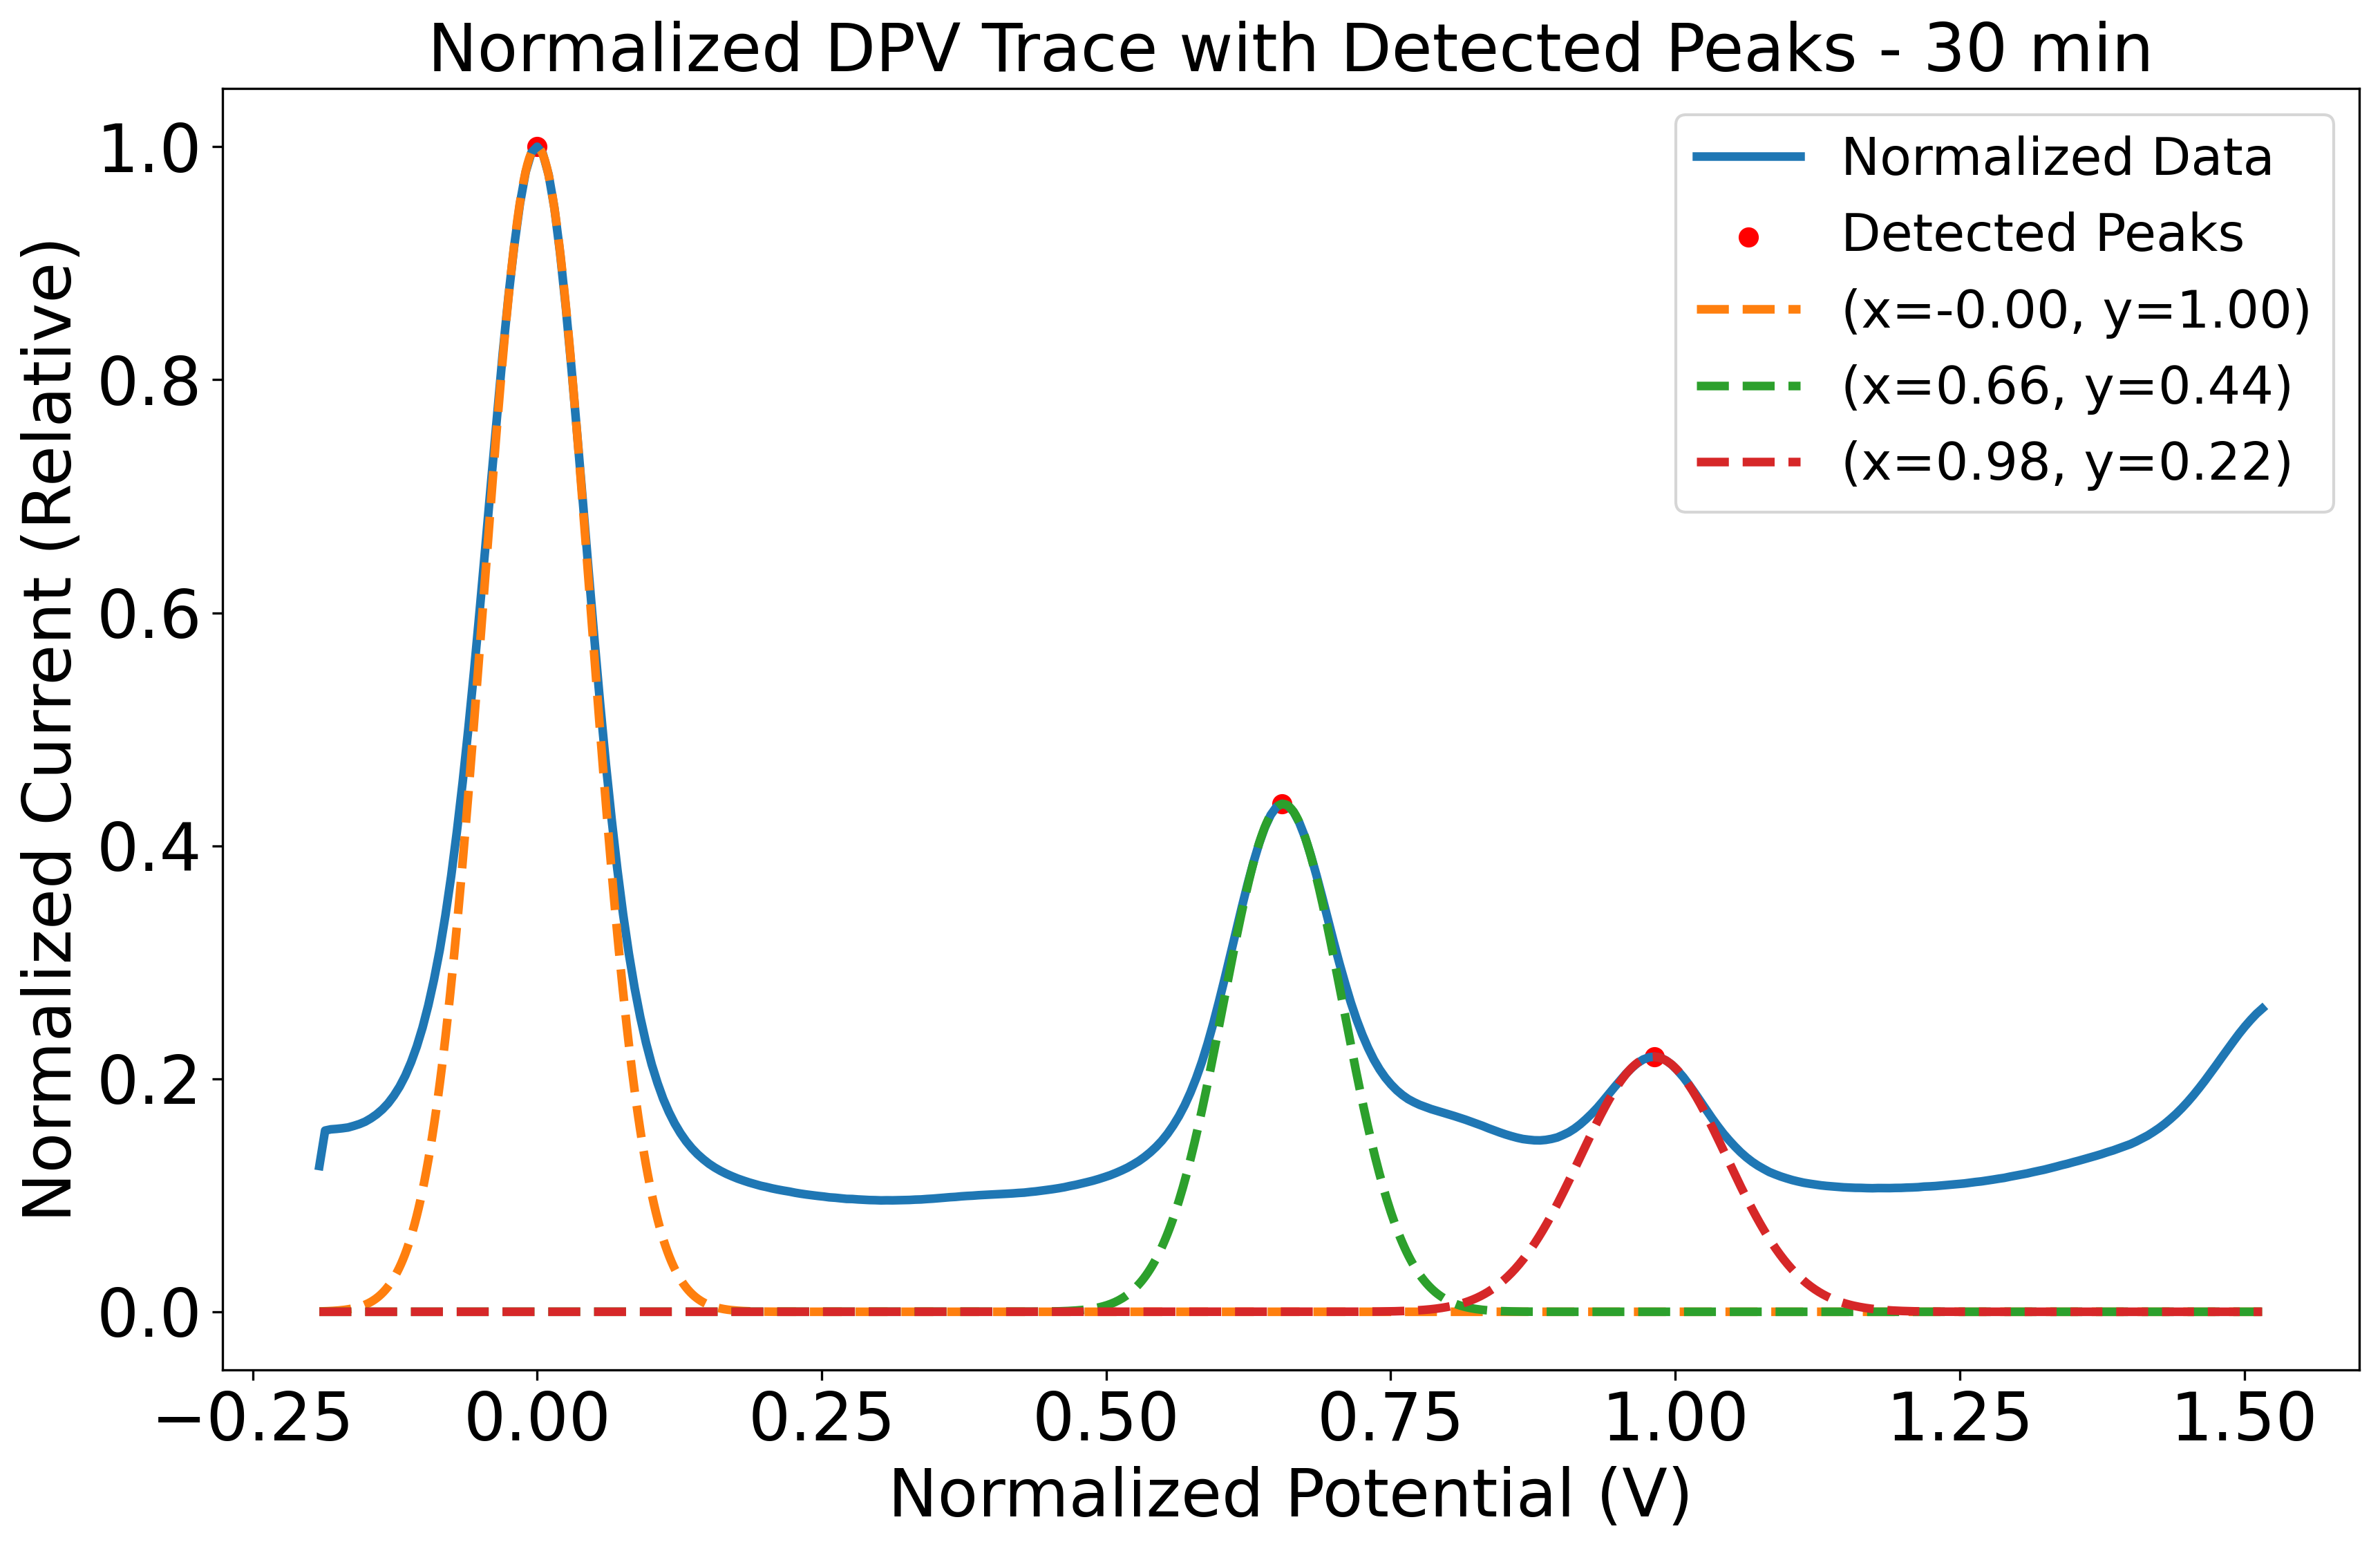 Normalized DPV Trace with Detected Peaks - 30 min
Normalized Current (Relative)
1.0
0.8
0.6
0.4
0.2
0.0
Normalized Data
Detected Peaks
(x=-0.00, y=1.00)
(x=0.66, y=0.44)
(x=0.98, y=0.22)
−0.25 0.00 0.25 0.50 0.75 1.00 1.25 1.50
Normalized Potential (V)